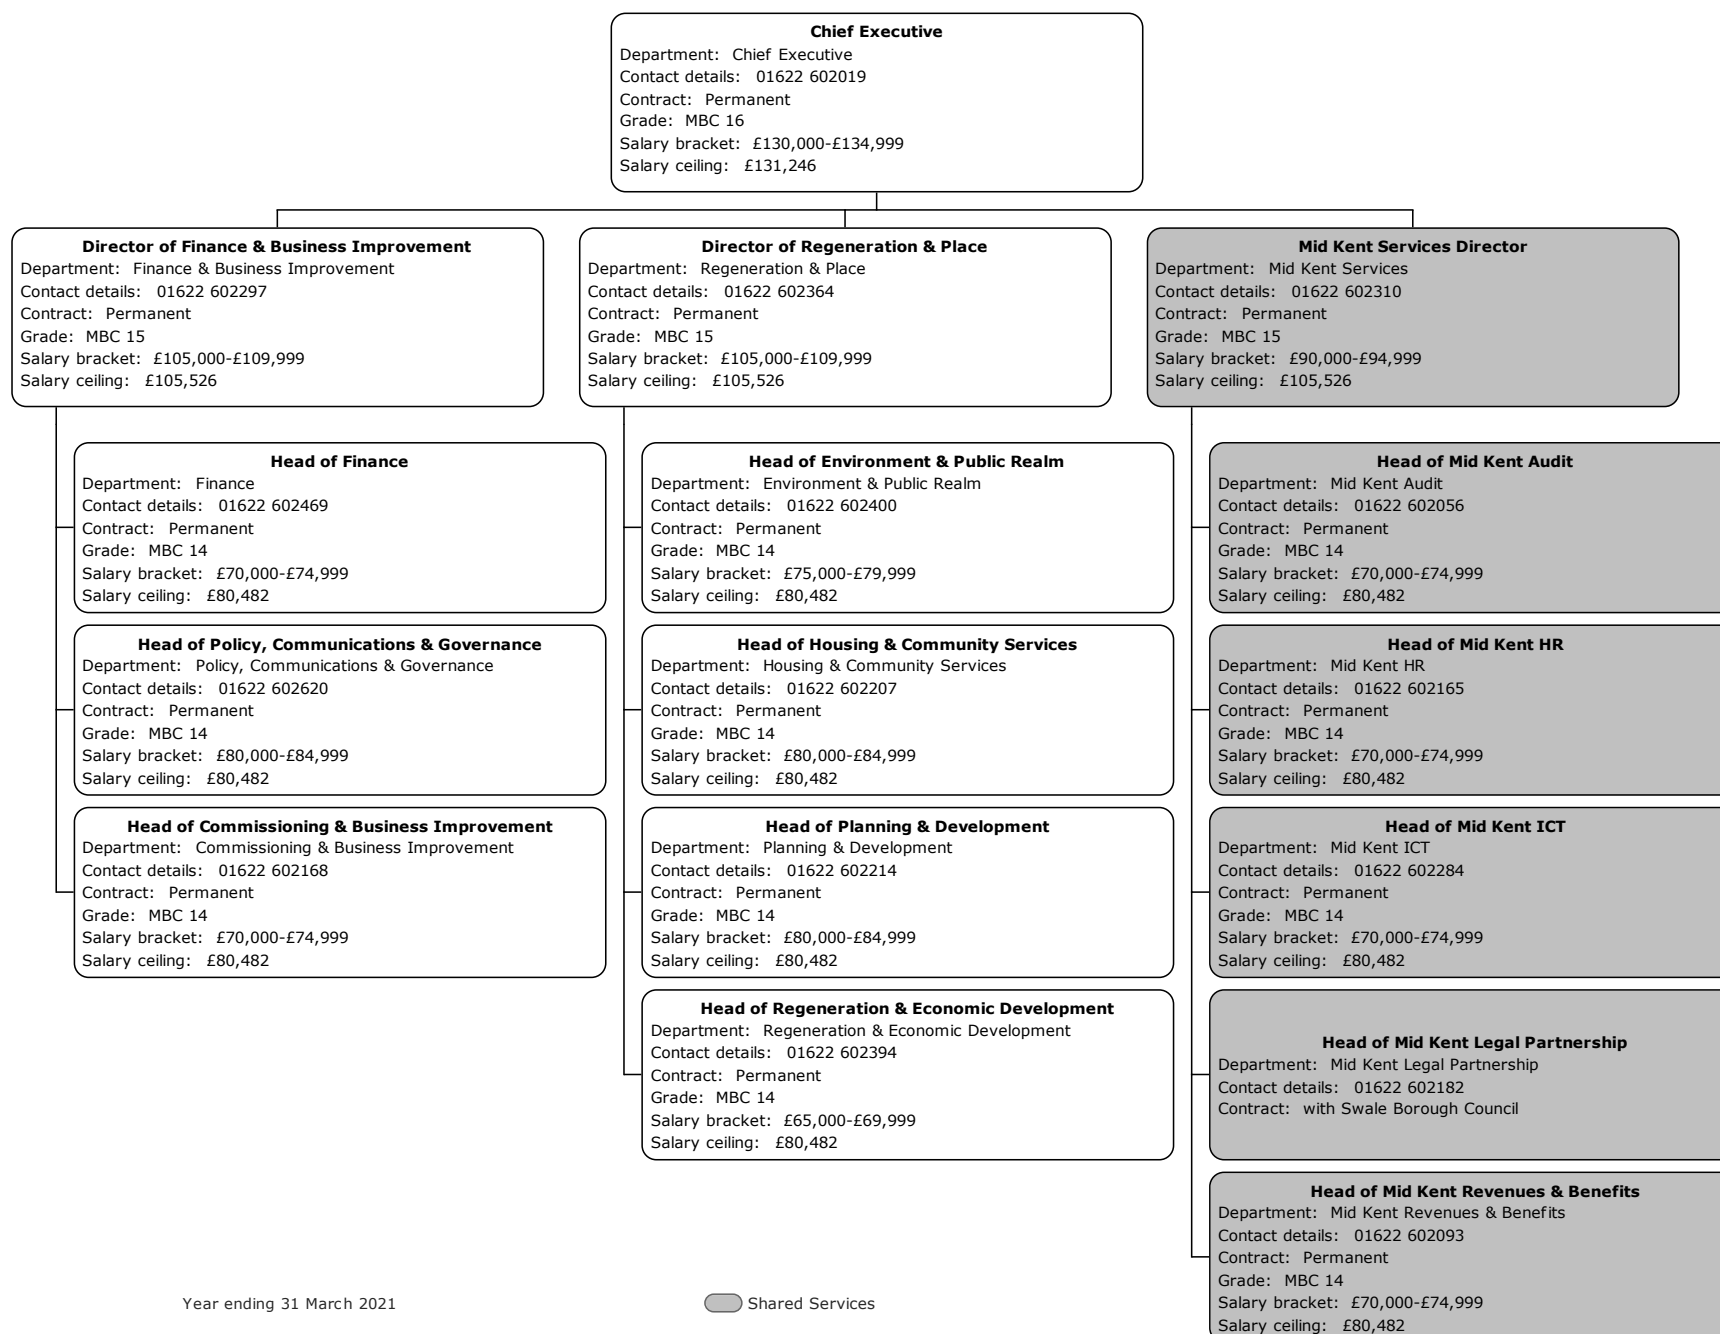 Chief Executive
Department: Chief Executive
Contact details: 01622 602019
Contract: Permanent
Grade: MBC 16
Salary bracket: £130,000-£134,999
Salary ceiling: £131,246
Director of Finance & Business Improvement
Department: Finance & Business Improvement
Contact details: 01622 602297
Contract: Permanent
Grade: MBC 15
Salary bracket: £105,000-£109,999
Salary ceiling: £105,526
Head of Finance
Department: Finance
Contact details: 01622 602469
Contract: Permanent
Grade: MBC 14
Salary bracket: £70,000-£74,999
Salary ceiling: £80,482
Head of Policy, Communications & Governance
Department: Policy, Communications & Governance
Contact details: 01622 602620
Contract: Permanent
Grade: MBC 14
Salary bracket: £80,000-£84,999
Salary ceiling: £80,482
Head of Commissioning & Business Improvement
Department: Commissioning & Business Improvement
Contact details: 01622 602168
Contract: Permanent
Grade: MBC 14
Salary bracket: £70,000-£74,999
Salary ceiling: £80,482
Director of Regeneration & Place
Department: Regeneration & Place
Contact details: 01622 602364
Contract: Permanent
Grade: MBC 15
Salary bracket: £105,000-£109,999
Salary ceiling: £105,526
Head of Environment & Public Realm
Department: Environment & Public Realm
Contact details: 01622 602400
Contract: Permanent
Grade: MBC 14
Salary bracket: £75,000-£79,999
Salary ceiling: £80,482
Head of Housing & Community Services
Department: Housing & Community Services
Contact details: 01622 602207
Contract: Permanent
Grade: MBC 14
Salary bracket: £80,000-£84,999
Salary ceiling: £80,482
Head of Planning & Development
Department: Planning & Development
Contact details: 01622 602214
Contract: Permanent
Grade: MBC 14
Salary bracket: £80,000-£84,999
Salary ceiling: £80,482
Head of Regeneration & Economic Development
Department: Regeneration & Economic Development
Contact details: 01622 602394
Contract: Permanent
Grade: MBC 14
Salary bracket: £65,000-£69,999
Salary ceiling: £80,482
Mid Kent Services Director
Department: Mid Kent Services
Contact details: 01622 602310
Contract: Permanent
Grade: MBC 15
Salary bracket: £90,000-£94,999
Salary ceiling: £105,526
Head of Mid Kent Audit
Department: Mid Kent Audit
Contact details: 01622 602056
Contract: Permanent
Grade: MBC 14
Salary bracket: £70,000-£74,999
Salary ceiling: £80,482
Head of Mid Kent HR
Department: Mid Kent HR
Contact details: 01622 602165
Contract: Permanent
Grade: MBC 14
Salary bracket: £70,000-£74,999
Salary ceiling: £80,482
Head of Mid Kent ICT
Department: Mid Kent ICT
Contact details: 01622 602284
Contract: Permanent
Grade: MBC 14
Salary bracket: £70,000-£74,999
Salary ceiling: £80,482
Head of Mid Kent Legal Partnership
Department: Mid Kent Legal Partnership
Contact details: 01622 602182
Contract: with Swale Borough Council
Head of Mid Kent Revenues & Benefits
Department: Mid Kent Revenues & Benefits
Contact details: 01622 602093
Contract: Permanent
Grade: MBC 14
Salary bracket: £70,000-£74,999
Salary ceiling: £80,482
Year ending 31 March 2021
Shared Services